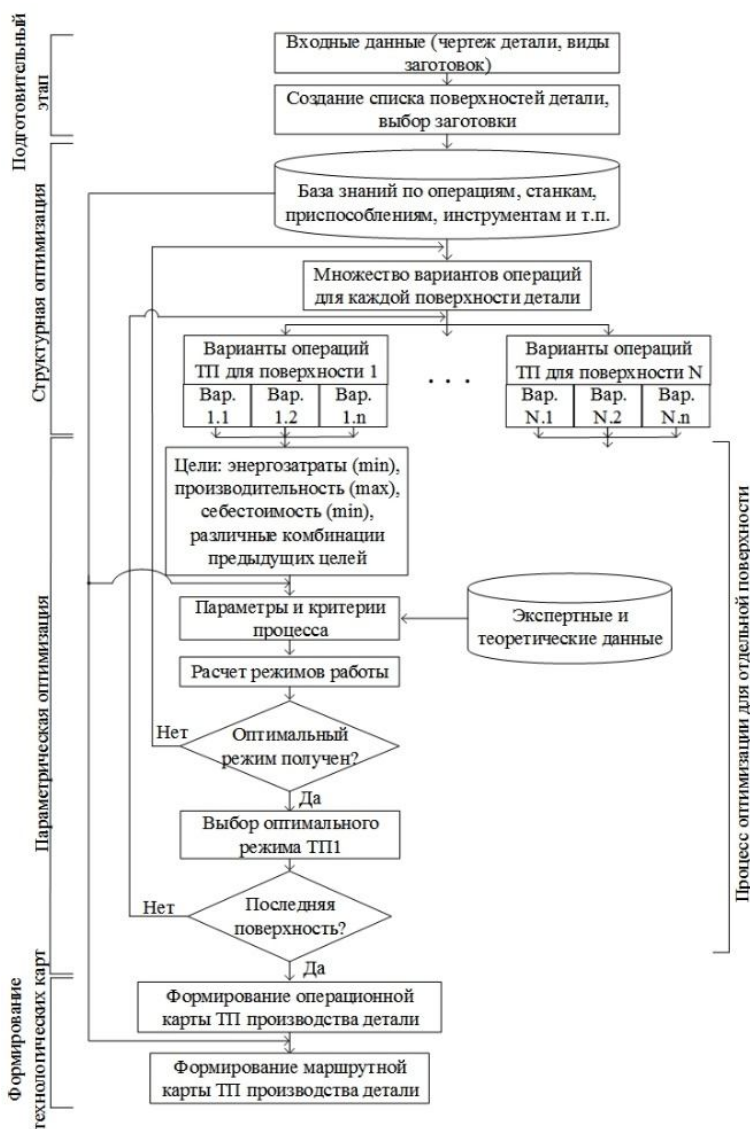 Подготовительный
этап
Входные данные (чертеж детали, виды
заготовок)
Создание списка поверхностей детали,
выбор заготовки
Структурная оптимизация
База знаний по операциям, станкам,
приспособлениям, инструментам и т.п.
Множество вариантов операций
для каждой поверхности детали
Варианты операций
ТП для поверхности 1
Вар.
1.1
Вар.
1.2
Вар.
1.n
. . .
Варианты операций
ТП для поверхности N
Вар.
N.1
Вар.
N.2
Вар.
N.n
Параметрическая оптимизация
Цели: энергозатраты (min),
производительность (max),
себестоимость (min),
различные комбинации
предыдущих целей
Параметры и критерии
процесса
Экспертные и
теоретические данные
Расчет режимов работы
Нет
Оптимальный
режим получен?
Да
Выбор оптимального
режима ТП1
Нет
Последняя
поверхность?
Да
Процесс оптимизации для отдельной поверхности
Формирование
технологических карт
Формирование операционной
карты ТП производства детали
Формирование маршрутной
карты ТП производства детали